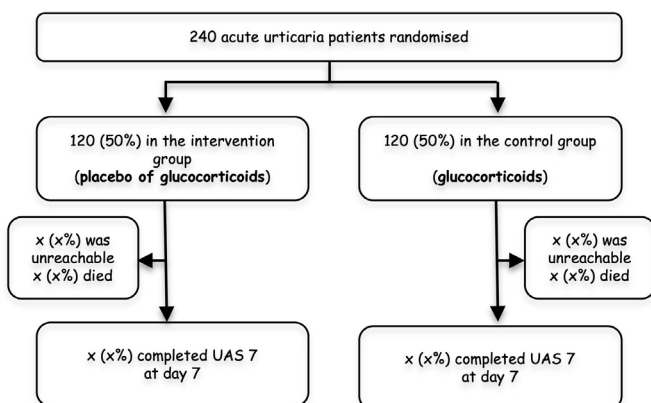 240 acute urticaria patients randomised
120 (50%) in the intervention
group
(placebo of glucocorticoids)
120 (50%) in the control group
(glucocorticoids)
x (x%) was
unreachable
x (x%) died
x (x%) was
unreachable
x (x%) died
x (x%) completed UAS 7
at day 7
x (x%) completed UAS 7
at day 7